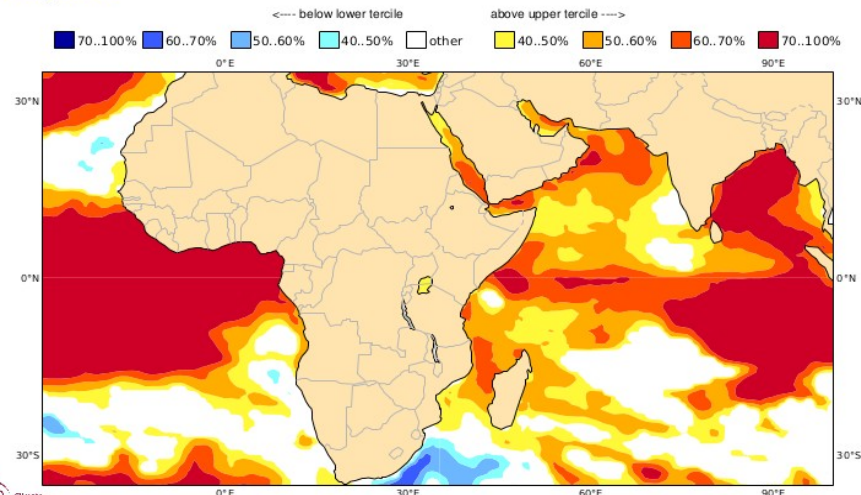 <---- below lower tercile above upper tercile ---->
70..100% 60..70% 50..60% 40..50% other 40..50% 50..60% 60..70% 70..100%
0°E 30°E 60°E 90°E
30°N 30°N
0°N 0°N
30°S 30°S
0°E 30°E 60°E 90°E